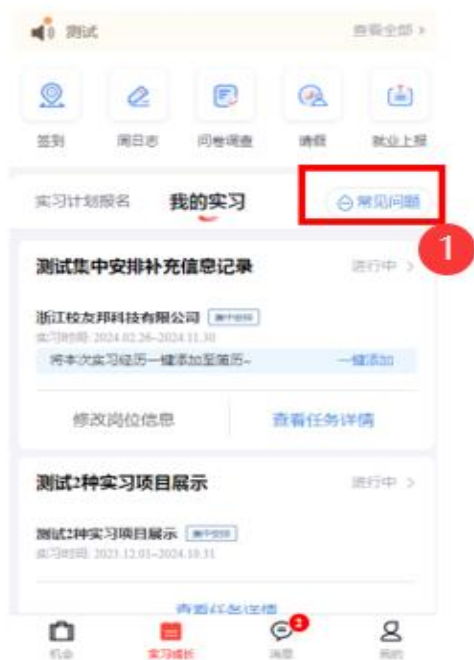 测试
查看全部 >
签到 周日志 问卷调查 请假 就业上报
实习计划报名 我的实习 常见问题
1
测试集中安排补充信息记录 进行中 >
浙江校友邦科技有限公司 集中安排
实习时间: 2024.02.26-2024.11.30
将本次实习经历一键添加至简历~ 一键添加
修改岗位信息 查看任务详情
测试2种实习项目展示 进行中 >
测试2种实习项目展示 集中安排
实习时间: 2023.12.01-2024.10.31
查看任务详情
2
机会 实习成长 消息 我的